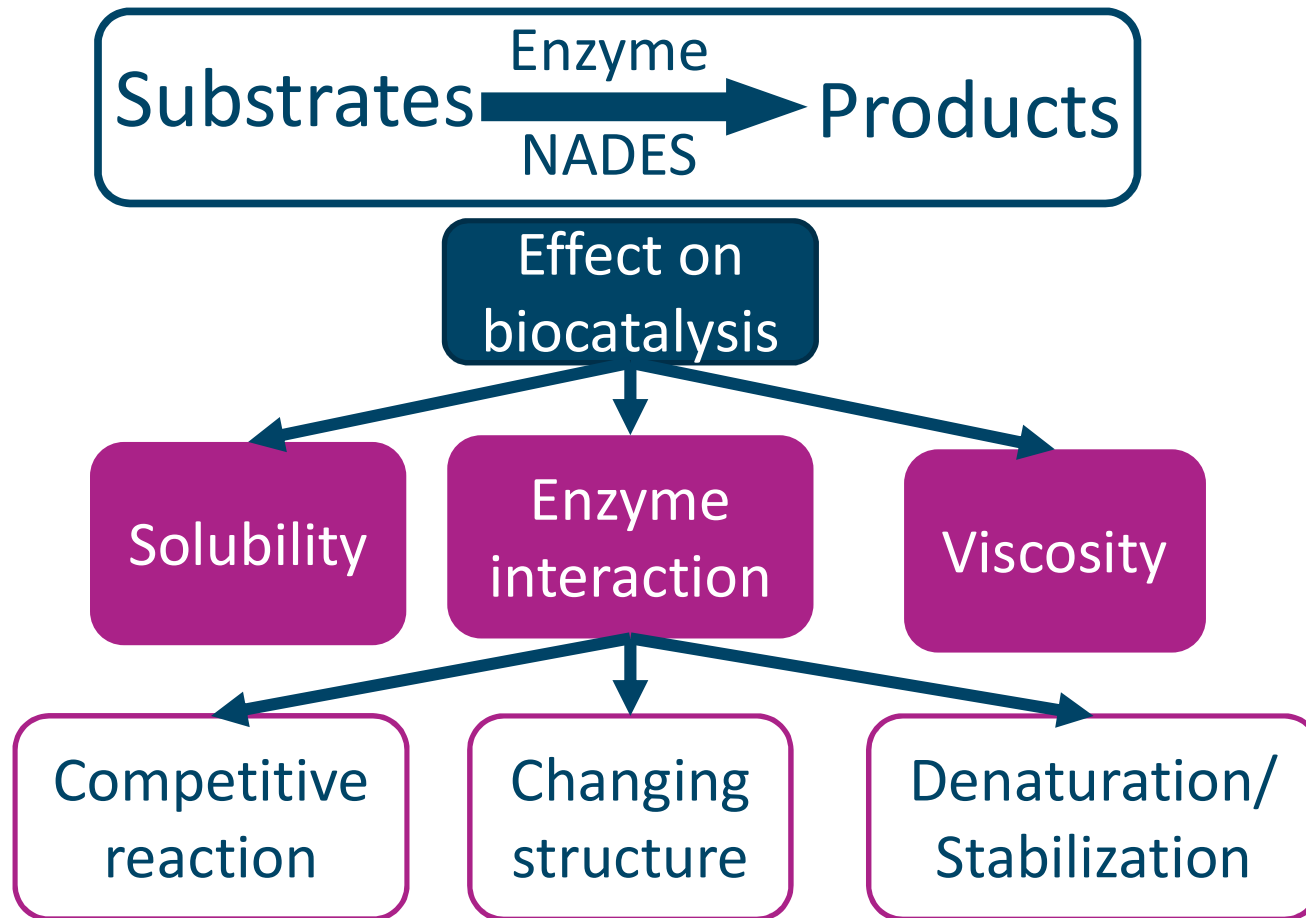 Enzyme
Substrates
Products
NADES
Effect on
biocatalysis
Solubility
Enzyme
interaction
Viscosity
Competitive
reaction
Changing
structure
Denaturation/
Stabilization